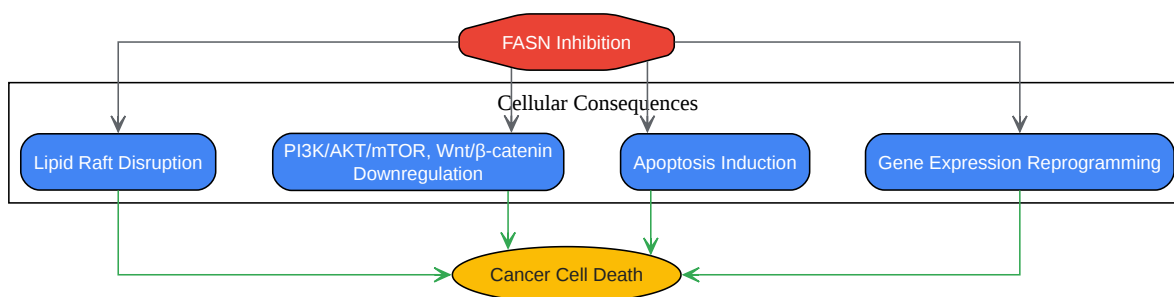 FASN Inhibition
Cellular Consequences
Lipid Raft Disruption
PI3K/AKT/mTOR, Wnt/β-catenin
Downregulation
Apoptosis Induction
Gene Expression Reprogramming
Cancer Cell Death